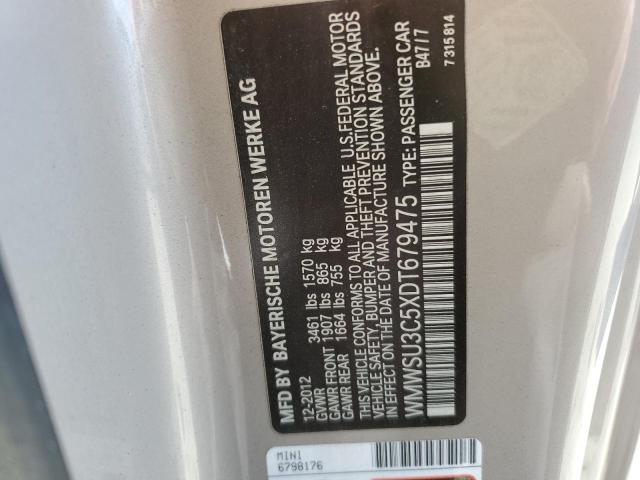 MFD BY BAYERISCHE MOTOREN WERKE AG
12-2012
GVWR 3461 lbs 1570 kg
GAWR FRONT 1907 lbs 865 kg
GAWR REAR 1664 lbs 755 kg
THIS VEHICLE CONFORMS TO ALL APPLICABLE U.S.FEDERAL MOTOR
VEHICLE SAFETY, BUMPER AND THEFT PREVENTION STANDARDS
IN EFFECT ON THE DATE OF MANUFACTURE SHOWN ABOVE.
WMWSU3C5XDT679475 TYPE: PASSENGER CAR
B47/7
7315814
MINI
6798176